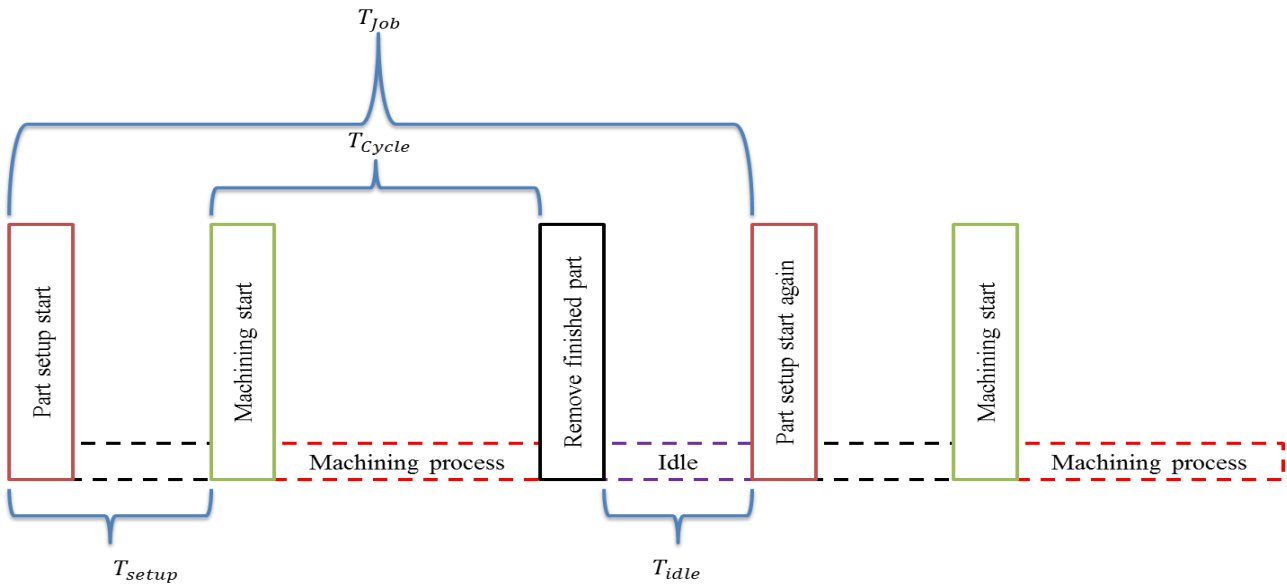 T_Job
T_Cycle
Part setup start
Machining start
Remove finished part
Part setup start again
Machining start
Machining process
Idle
Machining process
T_setup
T_idle